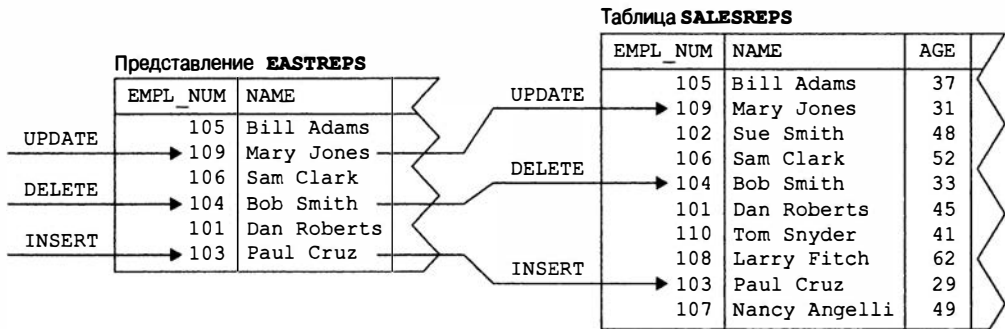 Таблица SALESREPS
EMPL_NUM NAME AGE
105 Bill Adams 37
109 Mary Jones 31
102 Sue Smith 48
106 Sam Clark 52
104 Bob Smith 33
101 Dan Roberts 45
110 Tom Snyder 41
108 Larry Fitch 62
103 Paul Cruz 29
107 Nancy Angelli 49
Представление EASTREPS
EMPL_NUM NAME
105 Bill Adams
109 Mary Jones
106 Sam Clark
104 Bob Smith
101 Dan Roberts
103 Paul Cruz
UPDATE
DELETE
INSERT
UPDATE
DELETE
INSERT